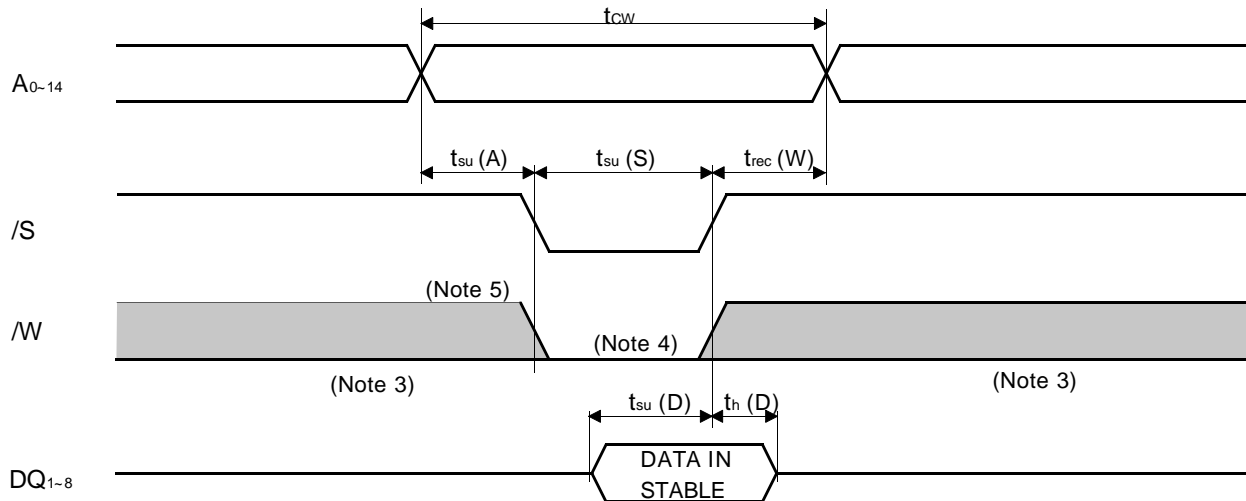 tCW
A0~14
tsu (A) tsu (S) trec (W)
/S
(Note 5)
/W
(Note 4)
(Note 3) (Note 3)
tsu (D) th (D)
DATA IN
DQ1~8
STABLE